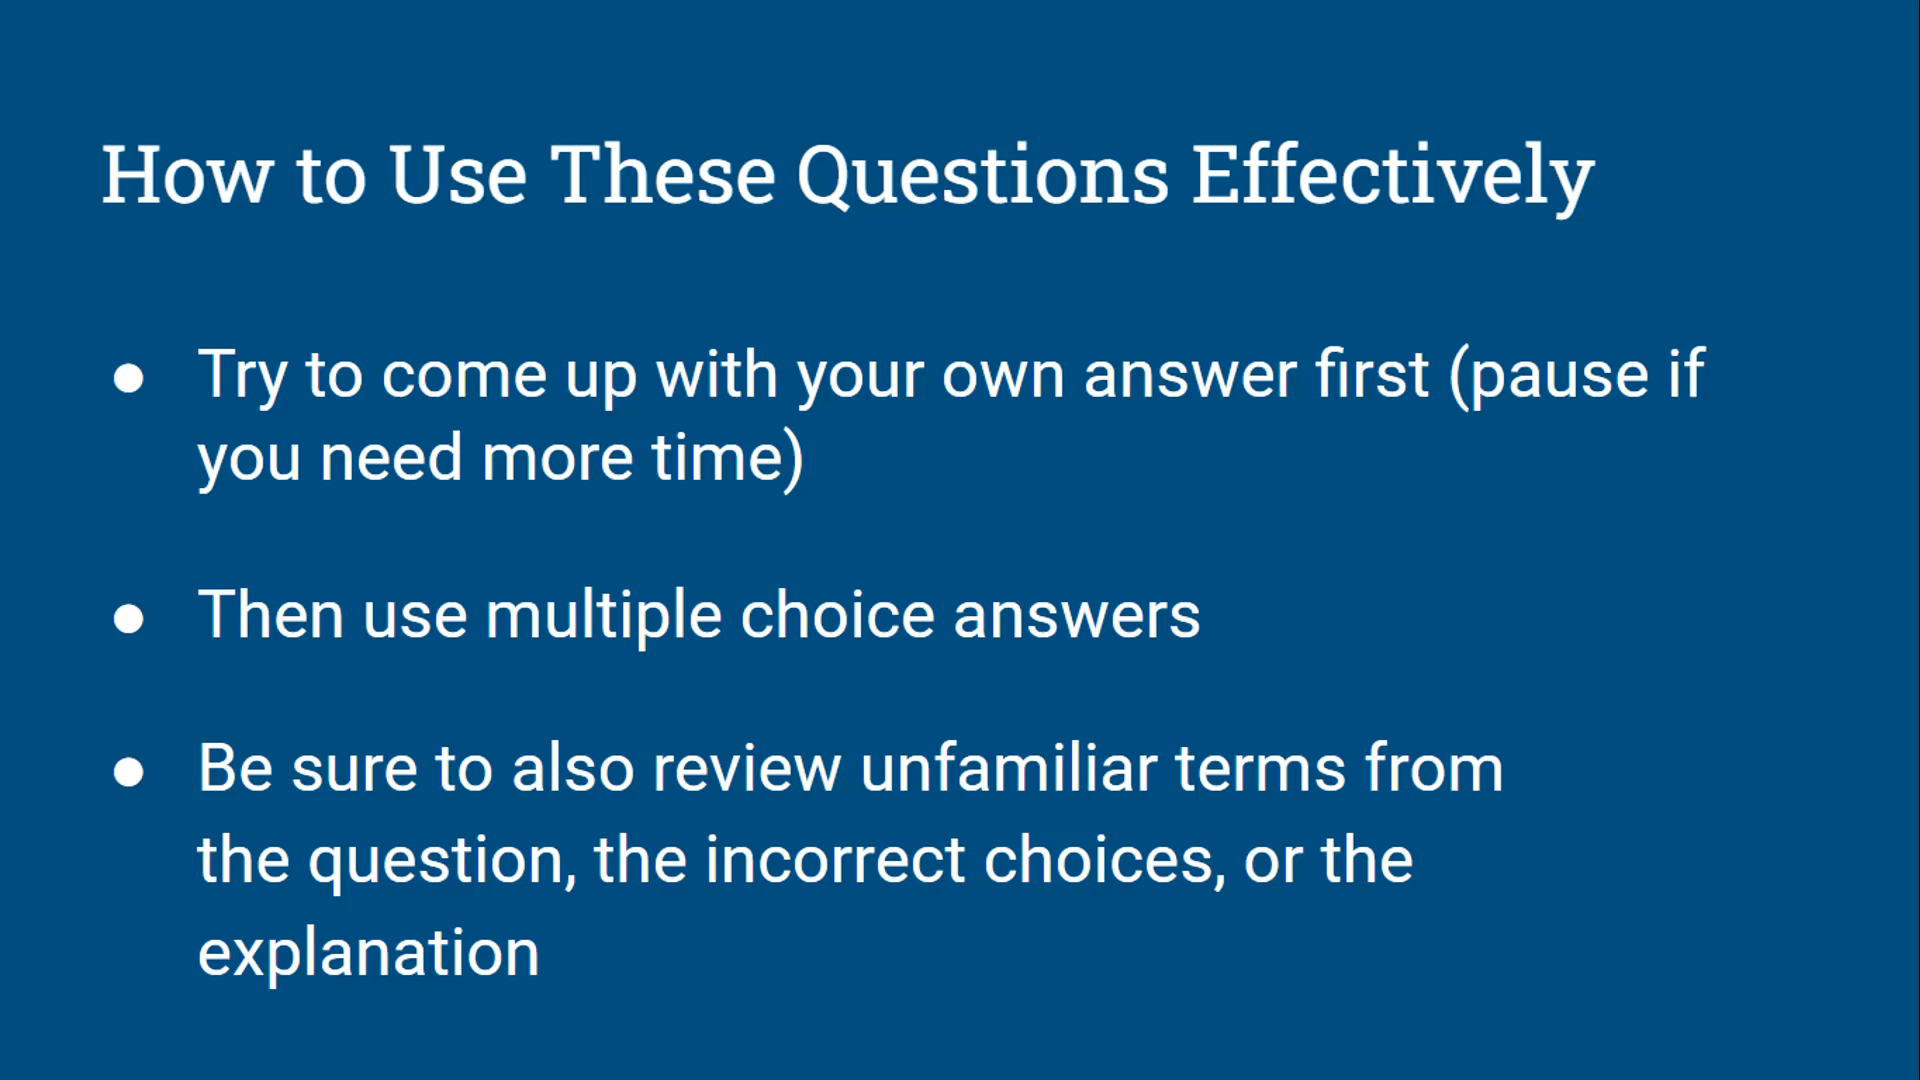 How to Use These Questions Effectively
● Try to come up with your own answer first (pause if
you need more time)
● Then use multiple choice answers
● Be sure to also review unfamiliar terms from
the question, the incorrect choices, or the
explanation